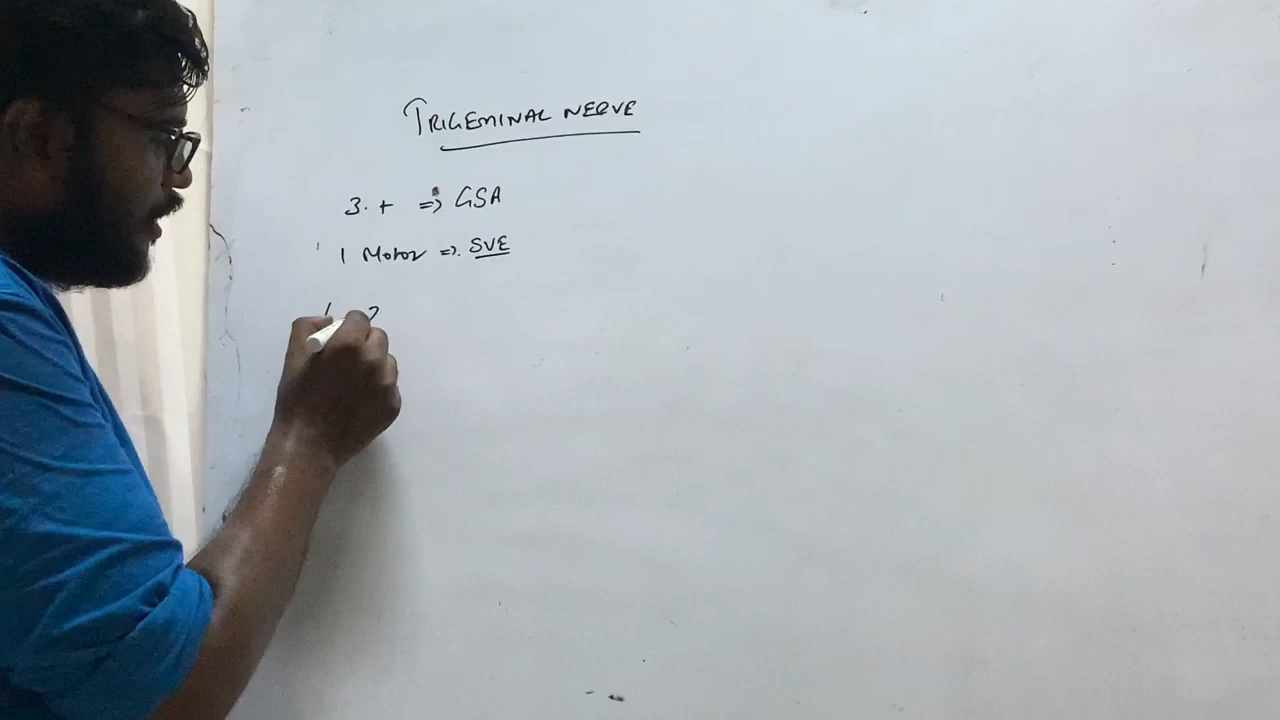 TRIGEMINAL NERVE
3. + => GSA
1 Motor =>. SVE